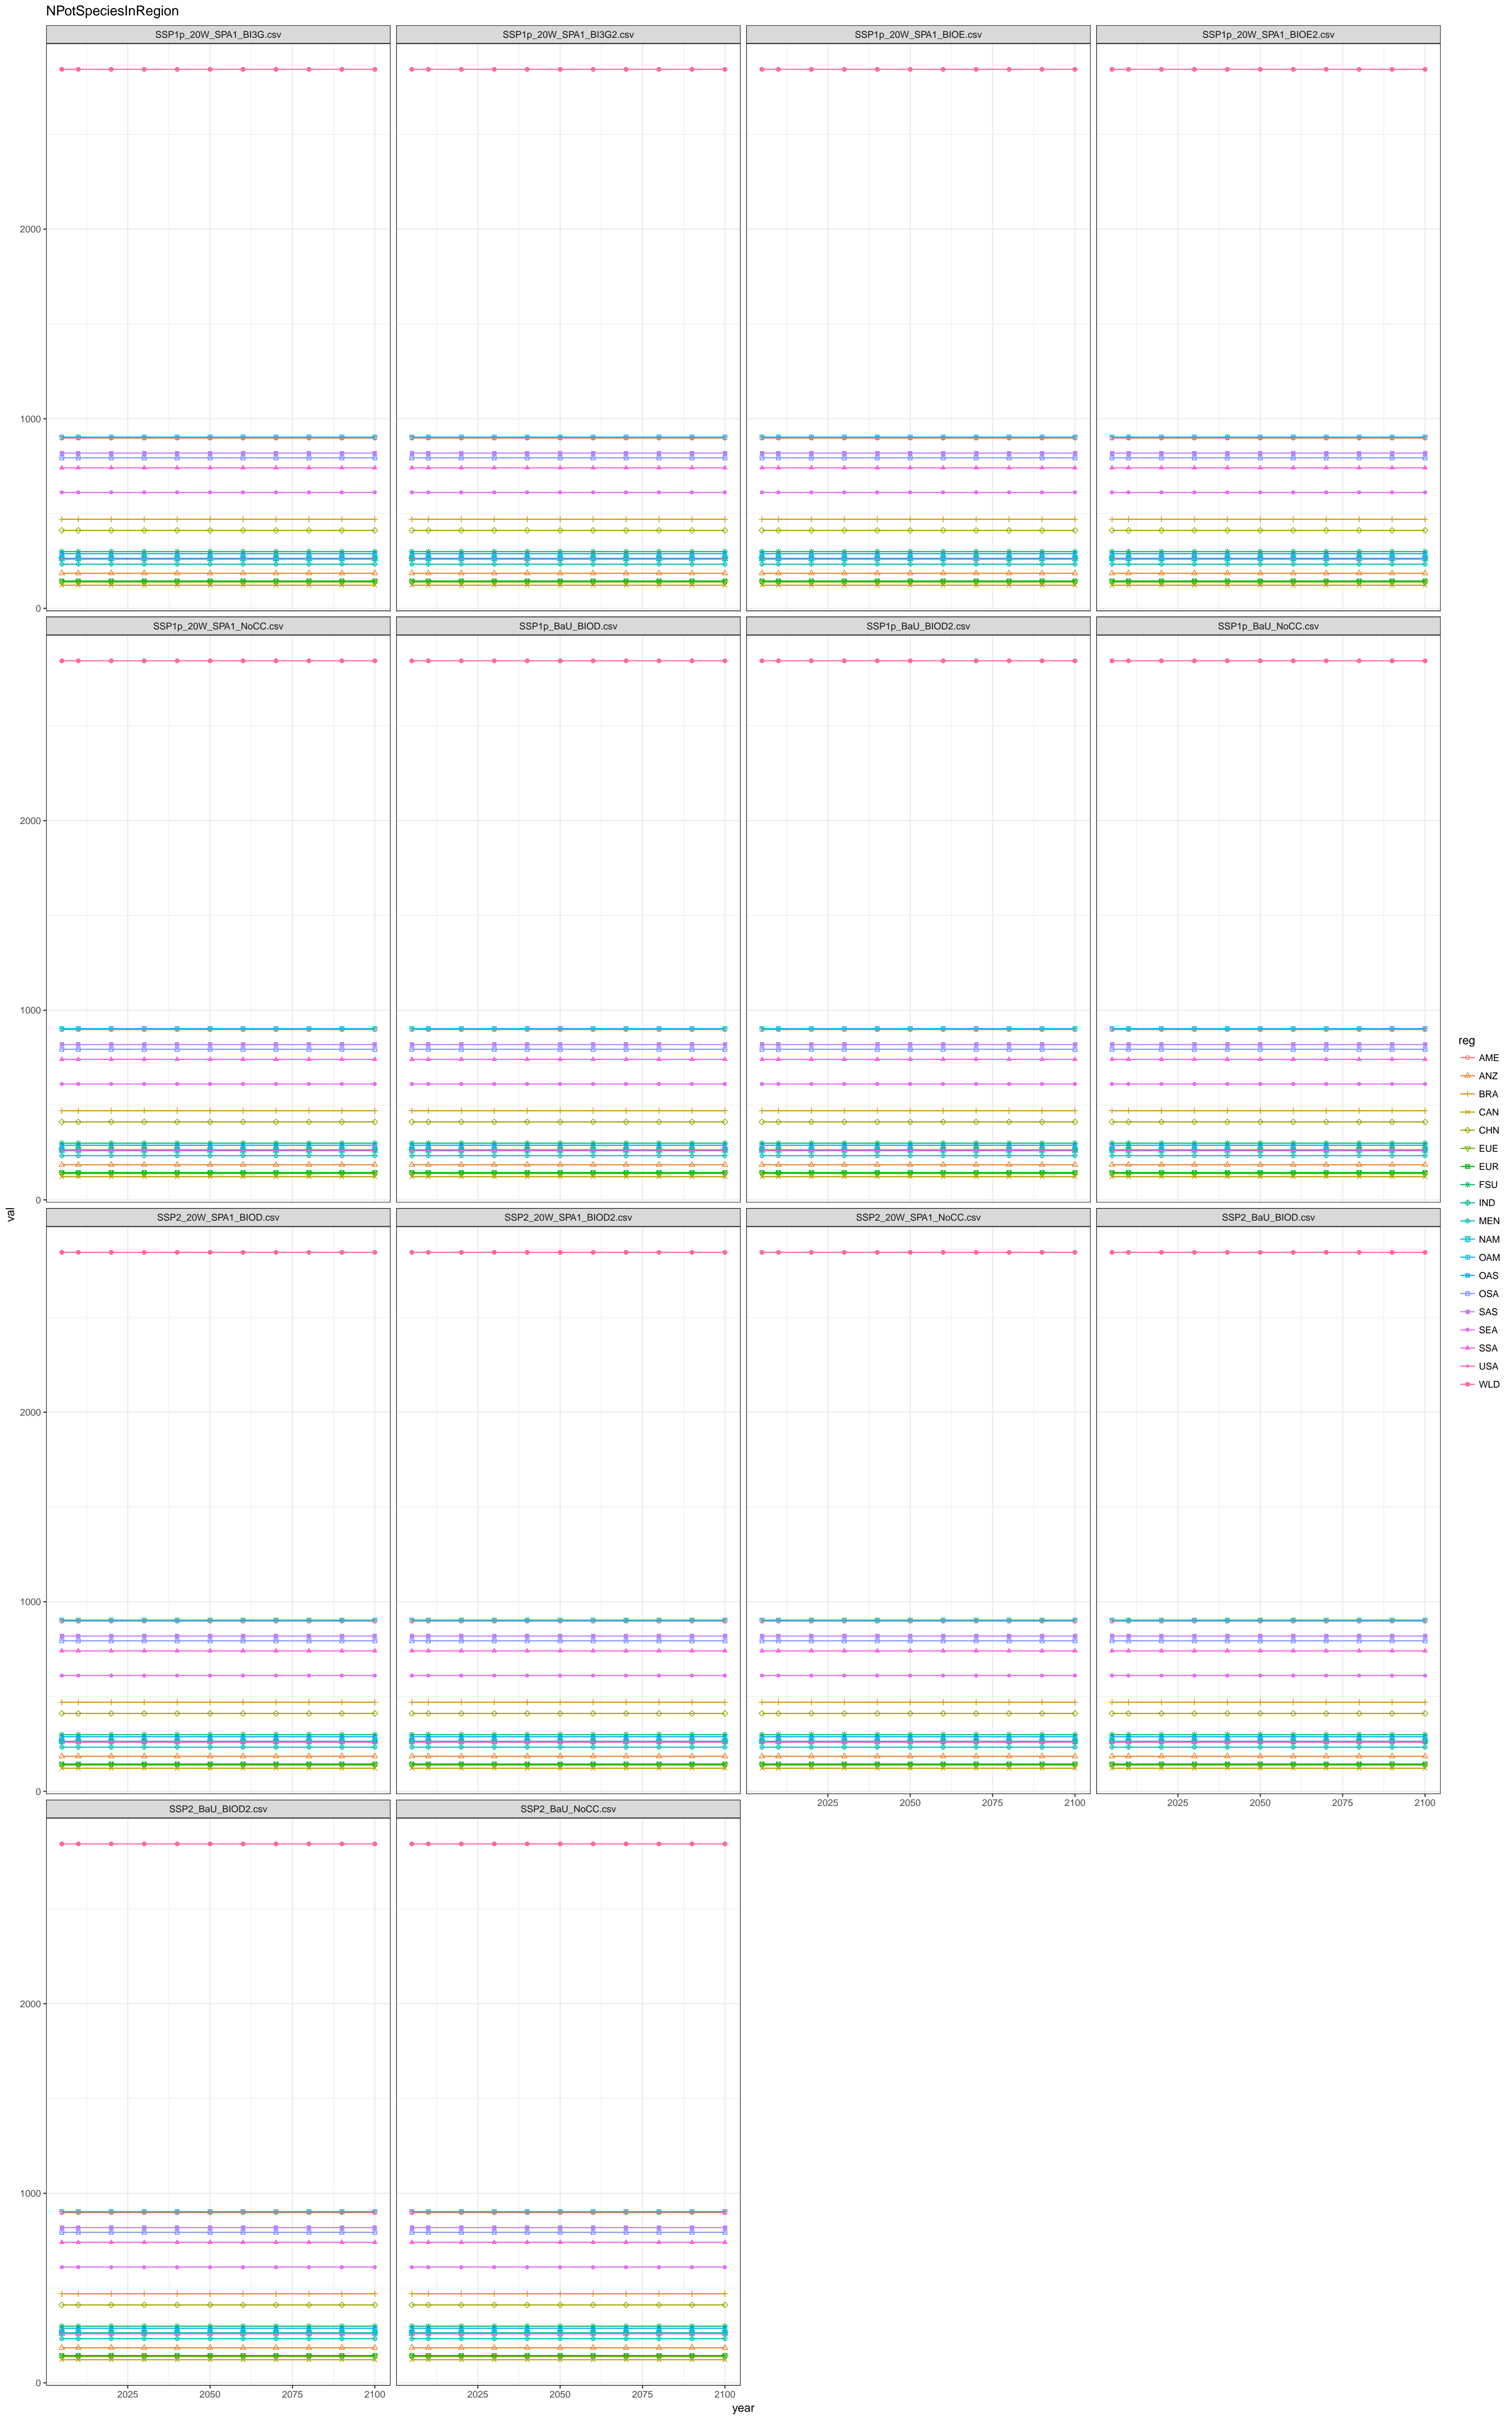 NPotSpeciesInRegion
SSP1p_20W_SPA1_BI3G.csv
SSP1p_20W_SPA1_BI3G2.csv
SSP1p_20W_SPA1_BIOE.csv
SSP1p_20W_SPA1_BIOE2.csv
2000
1000
0
SSP1p_20W_SPA1_NoCC.csv
SSP1p_BaU_BIOD.csv
SSP1p_BaU_BIOD2.csv
SSP1p_BaU_NoCC.csv
2000
1000
0
SSP2_20W_SPA1_BIOD.csv
SSP2_20W_SPA1_BIOD2.csv
SSP2_20W_SPA1_NoCC.csv
SSP2_BaU_BIOD.csv
2000
1000
0
2025 2050 2075 2100
2025 2050 2075 2100
SSP2_BaU_BIOD2.csv
SSP2_BaU_NoCC.csv
2000
1000
0
2025 2050 2075 2100
2025 2050 2075 2100
year
val
reg
AME
ANZ
BRA
CAN
CHN
EUE
EUR
FSU
IND
MEN
NAM
OAM
OAS
OSA
SAS
SEA
SSA
USA
WLD